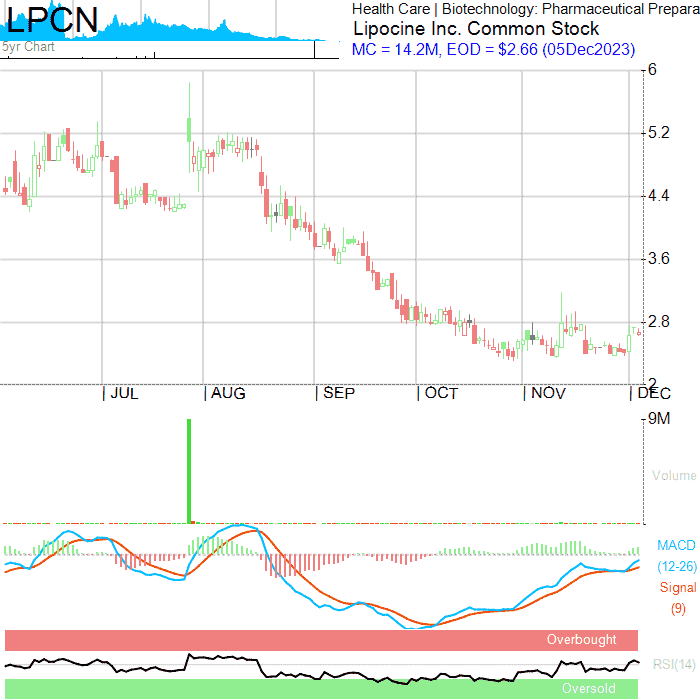 LPCN
5yr Chart
Health Care | Biotechnology: Pharmaceutical Prepara
Lipocine Inc. Common Stock
MC = 14.2M, EOD = $2.66 (05Dec2023)
6
5.2
4.4
3.6
2.8
2
| JUL | AUG | SEP | OCT | NOV | DEC
9M
Volume
MACD
(12-26)
Signal
(9)
Overbought
RSI(14)
Oversold